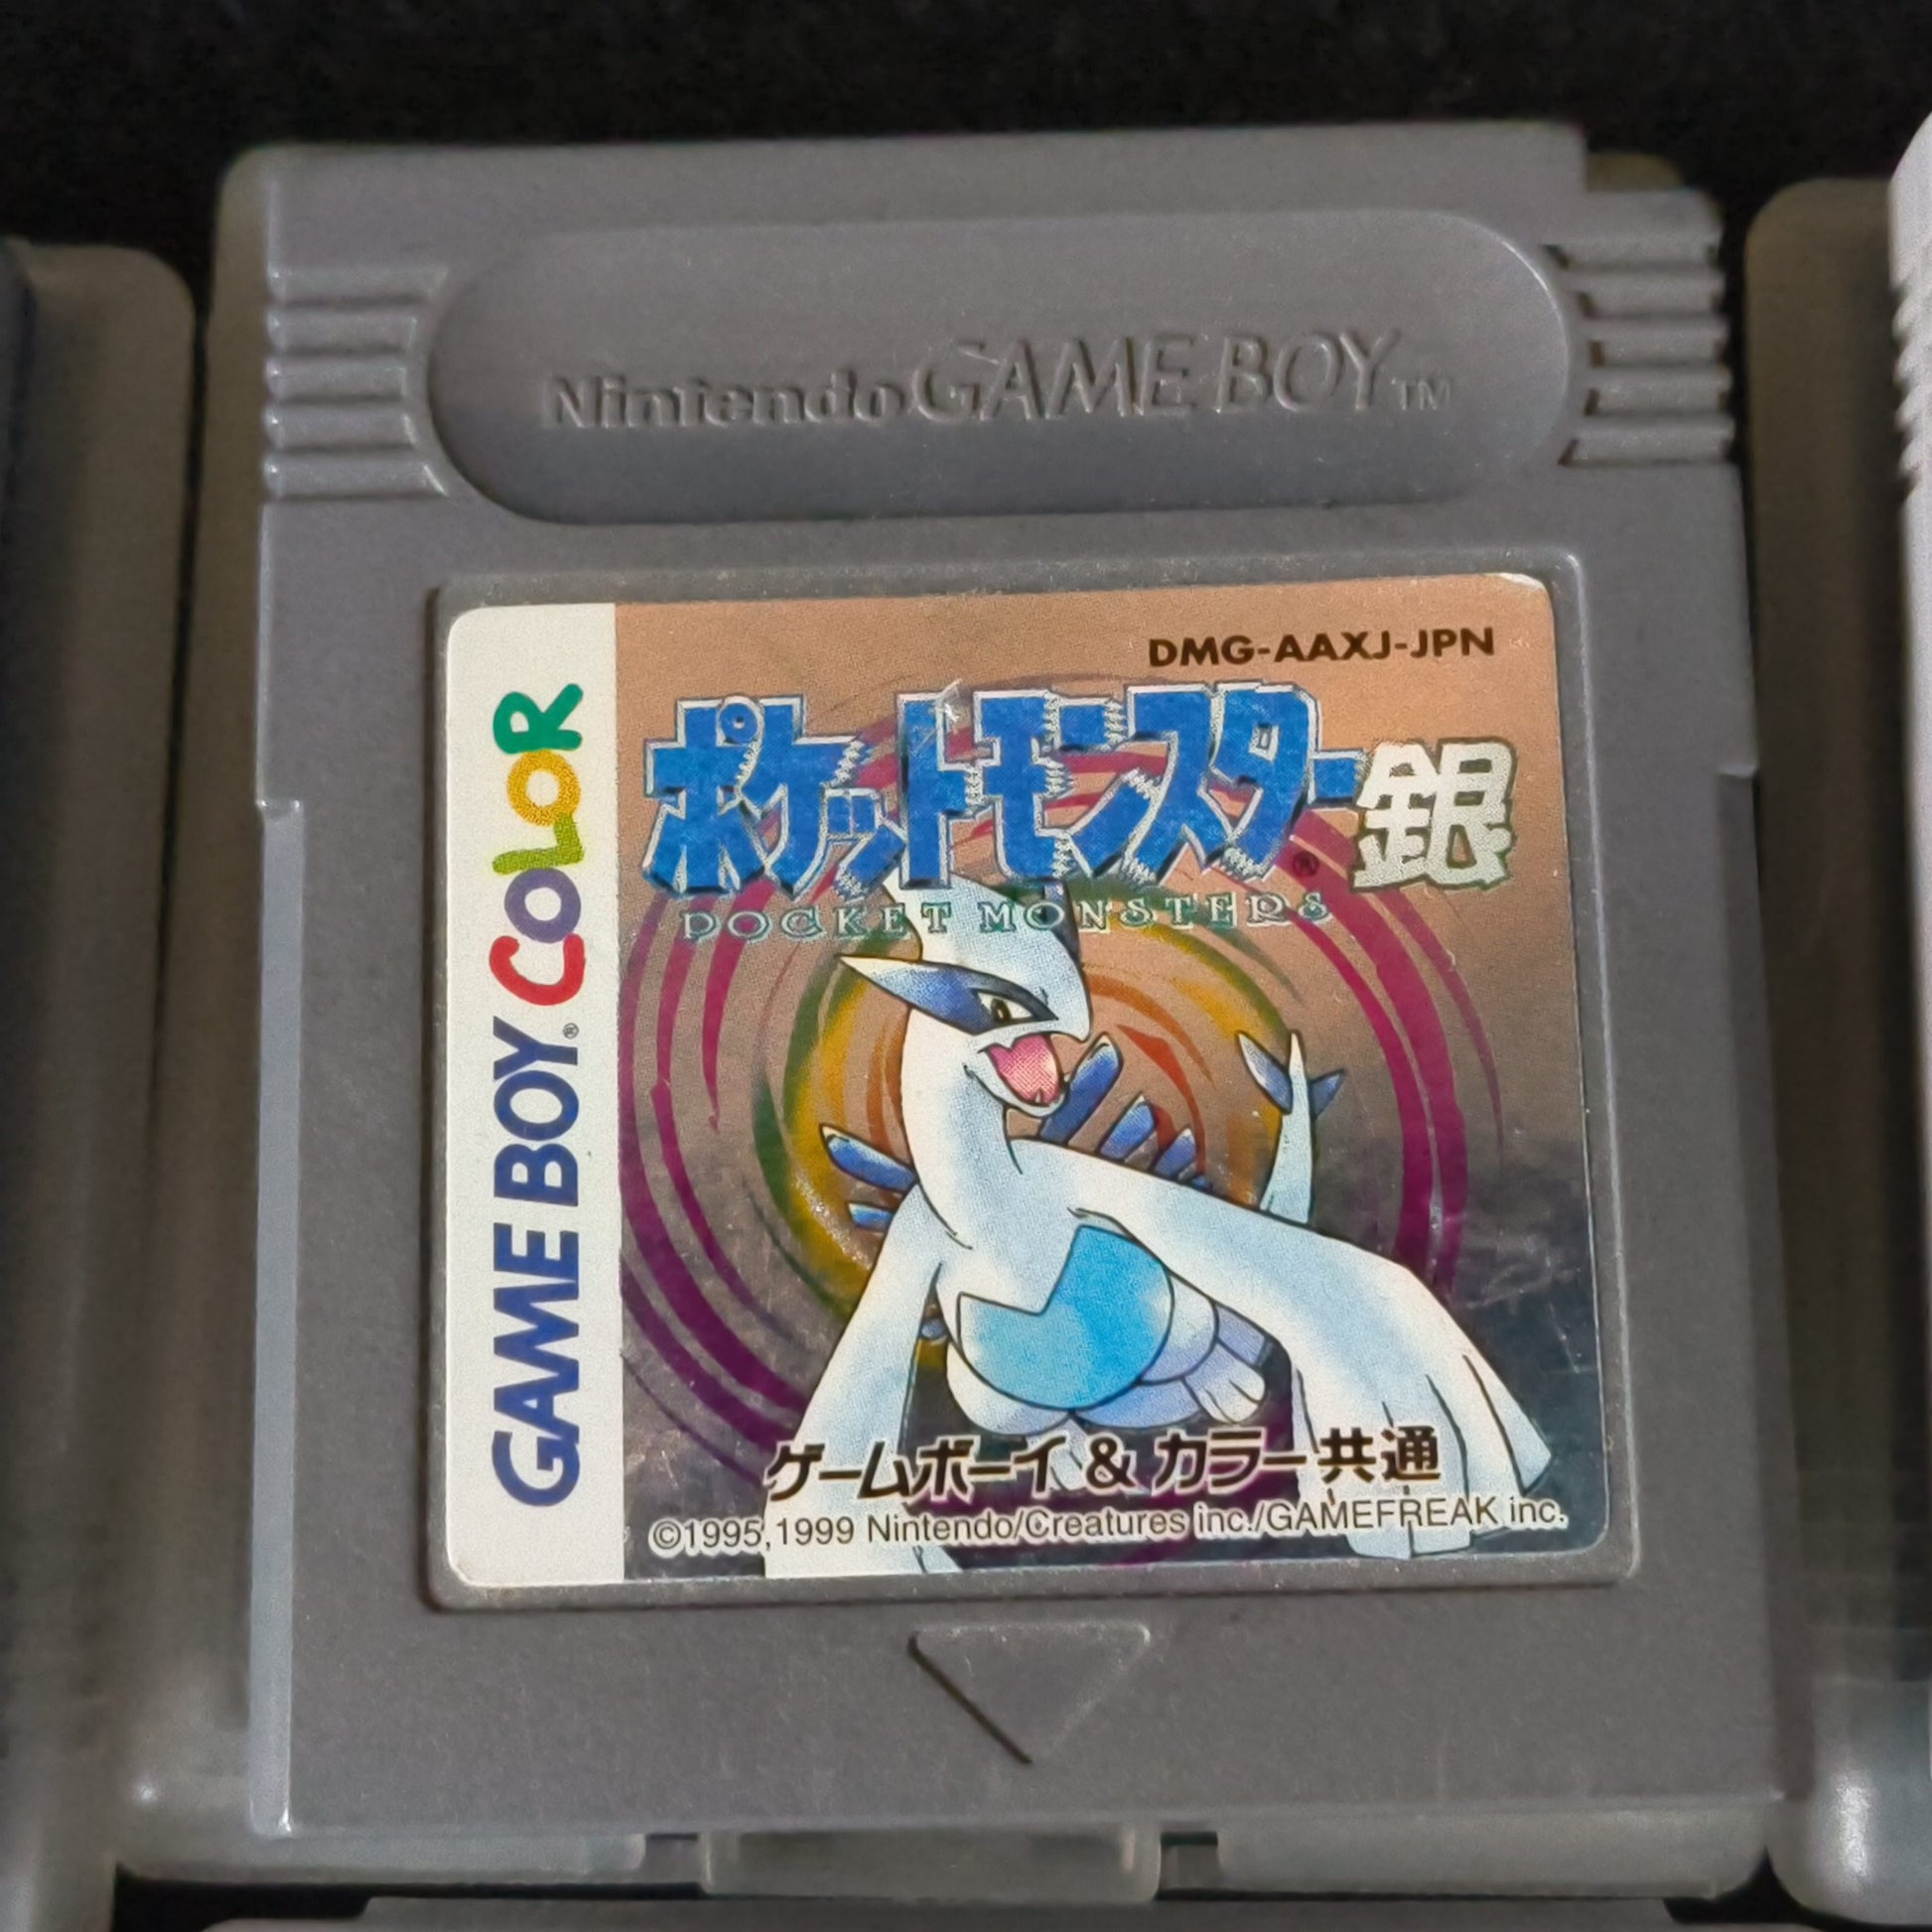 Nintendo GAME BOY TM
GAME BOY® COLOR
DMG-AAXJ-JPN
ポケットモンスター銀
®
POCKET MONSTERS
ゲームボーイ & カラー共通
©1995,1999 Nintendo/Creatures inc./GAMEFREAK inc.